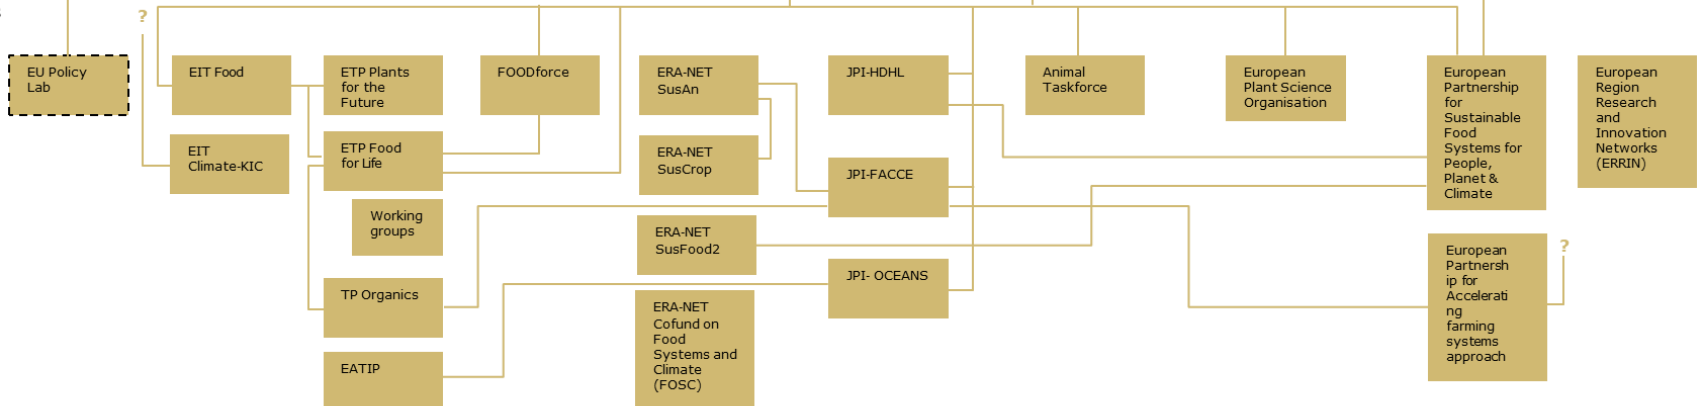 ?
EU Policy
Lab
EIT Food
EIT
Climate-KIC
ETP Plants
for the
Future
ETP Food
for Life
Working
groups
TP Organics
EATIP
FOODforce
ERA-NET
SusAn
ERA-NET
SusCrop
ERA-NET
SusFood2
ERA-NET
Cofund on
Food
Systems and
Climate
(FOSC)
JPI-HDHL
JPI-FACCE
JPI- OCEANS
Animal
Taskforce
European
Plant Science
Organisation
European
Partnership
for
Sustainable
Food
Systems for
People,
Planet &
Climate
European
Partnersh
ip for
Accelerati
ng
farming
systems
approach
?
European
Region
Research
and
Innovation
Networks
(ERRIN)